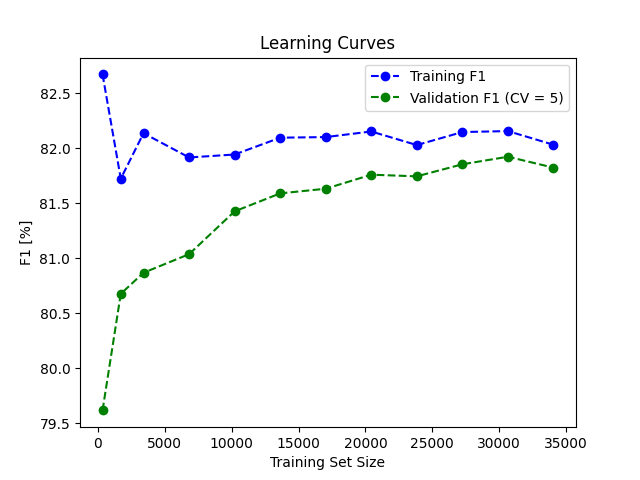 Learning Curves
Training F1
Validation F1 (CV = 5)
82.5
82.0
81.5
81.0
80.5
80.0
79.5
F1 [%]
0 5000 10000 15000 20000 25000 30000 35000
Training Set Size